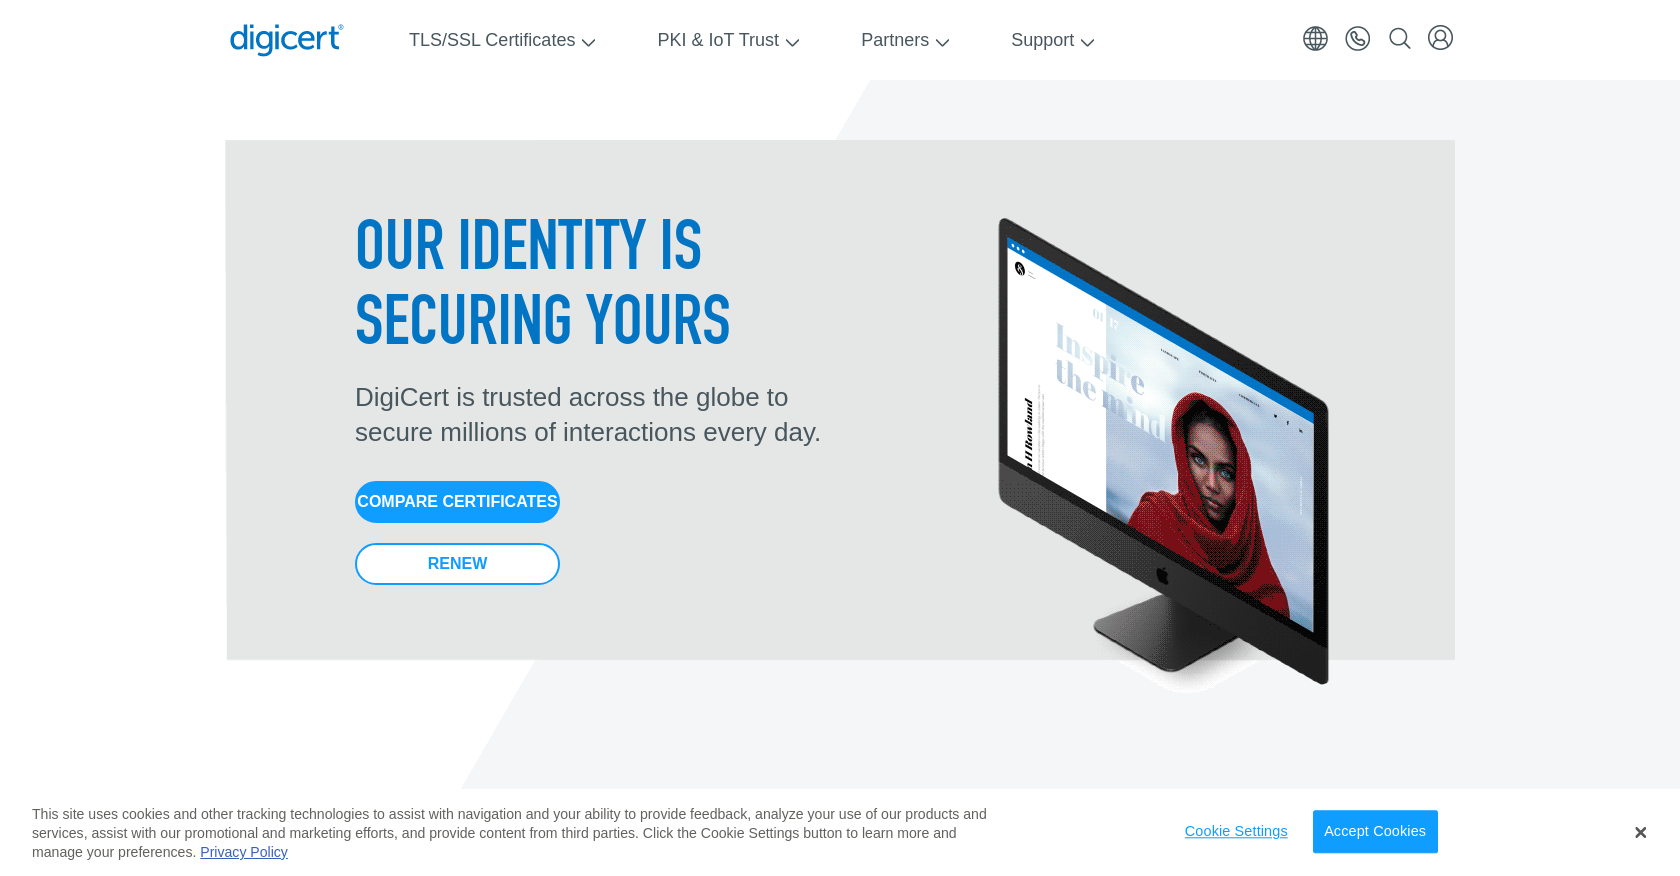 digicert®
TLS/SSL Certificates
PKI & IoT Trust
Partners
Support
OUR IDENTITY IS
SECURING YOURS
DigiCert is trusted across the globe to
secure millions of interactions every day.
COMPARE CERTIFICATES
RENEW
Inspire
the mind
This site uses cookies and other tracking technologies to assist with navigation and your ability to provide feedback, analyze your use of our products and
services, assist with our promotional and marketing efforts, and provide content from third parties. Click the Cookie Settings button to learn more and
manage your preferences. Privacy Policy
Cookie Settings
Accept Cookies